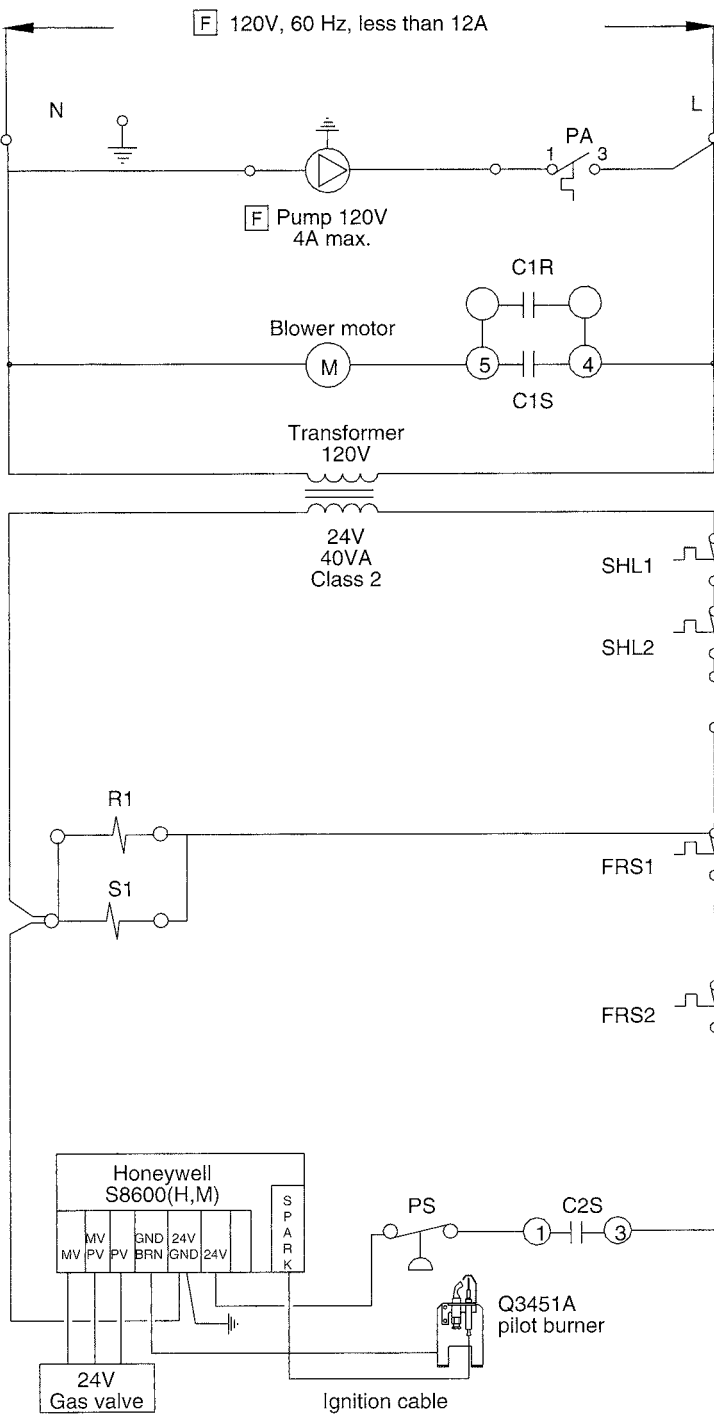 F 120V, 60 Hz, less than 12A
N
L
PA
1 3
F Pump 120V
4A max.
C1R
Blower motor
M
5
4
C1S
Transformer
120V
24V
40VA
Class 2
SHL1
SHL2
R1
FRS1
S1
FRS2
Honeywell
S8600(H,M)
SPARK
MV
MV
PV
PV
GND
BRN
24V
GND
24V
PS
1
C2S
3
Q3451A
pilot burner
24V
Gas valve
Ignition cable